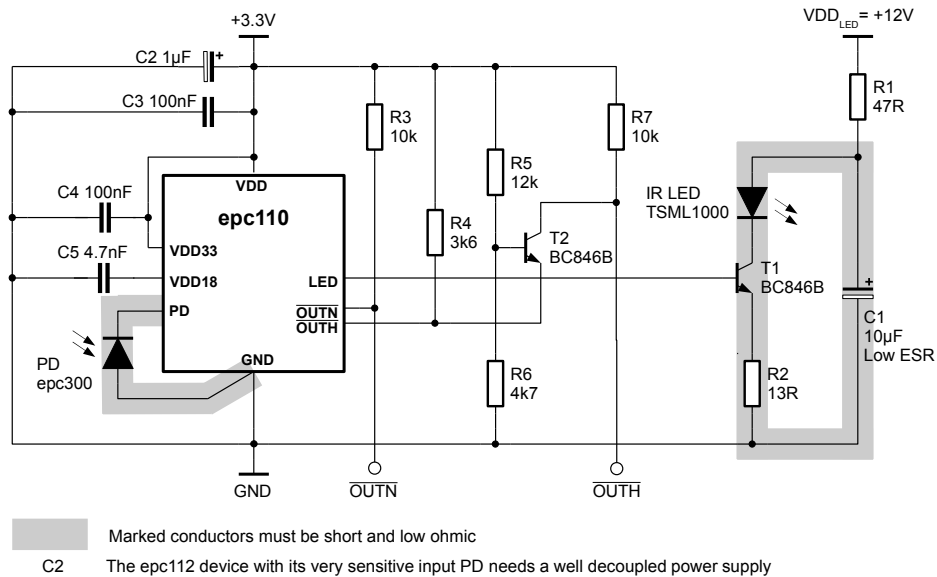 +3.3V
VDD LED = +12V
C2 1µF
+
C3 100nF
R3
10k
R7
10k
R1
47R
VDD
epc110
R5
12k
IR LED
TSML1000
C4 100nF
R4
3k6
T2
BC846B
VDD33
C5 4.7nF
VDD18
LED
T1
BC846B
+
PD
OUTN
OUTH
C1
10µF
Low ESR
PD
epc300
GND
R6
4k7
R2
13R
GND
OUTN
OUTH
Marked conductors must be short and low ohmic
C2 The epc112 device with its very sensitive input PD needs a well decoupled power supply